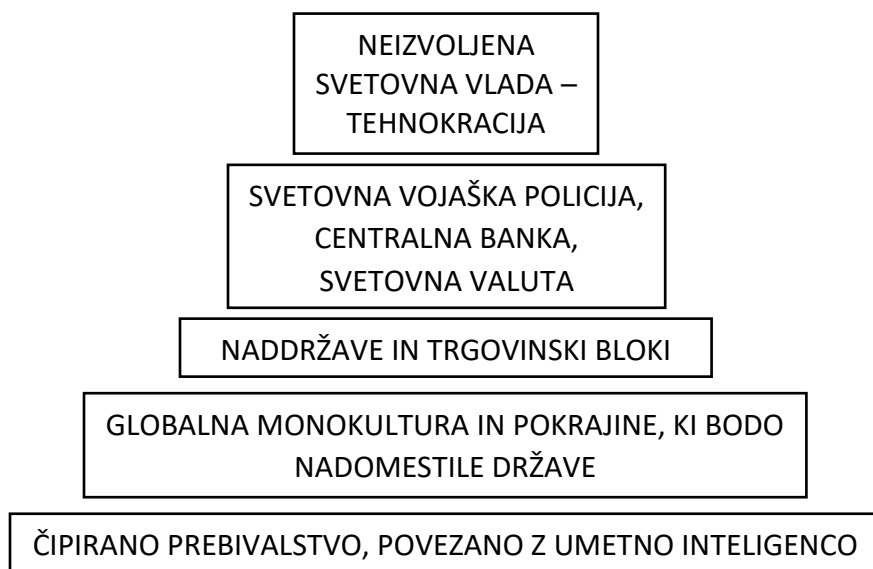 NEIZVOLJENA
SVETOVNA VLADA –
TEHNOKRACIJA
SVETOVNA VOJAŠKA POLICIJA,
CENTRALNA BANKA,
SVETOVNA VALUTA
NADDRŽAVE IN TRGOVINSKI BLOKI
GLOBALNA MONOKULTURA IN POKRAJINE, KI BODO
NADOMESTILE DRŽAVE
ČIPIRANO PREBIVALSTVO, POVEZANO Z UMETNO INTELIGENCO